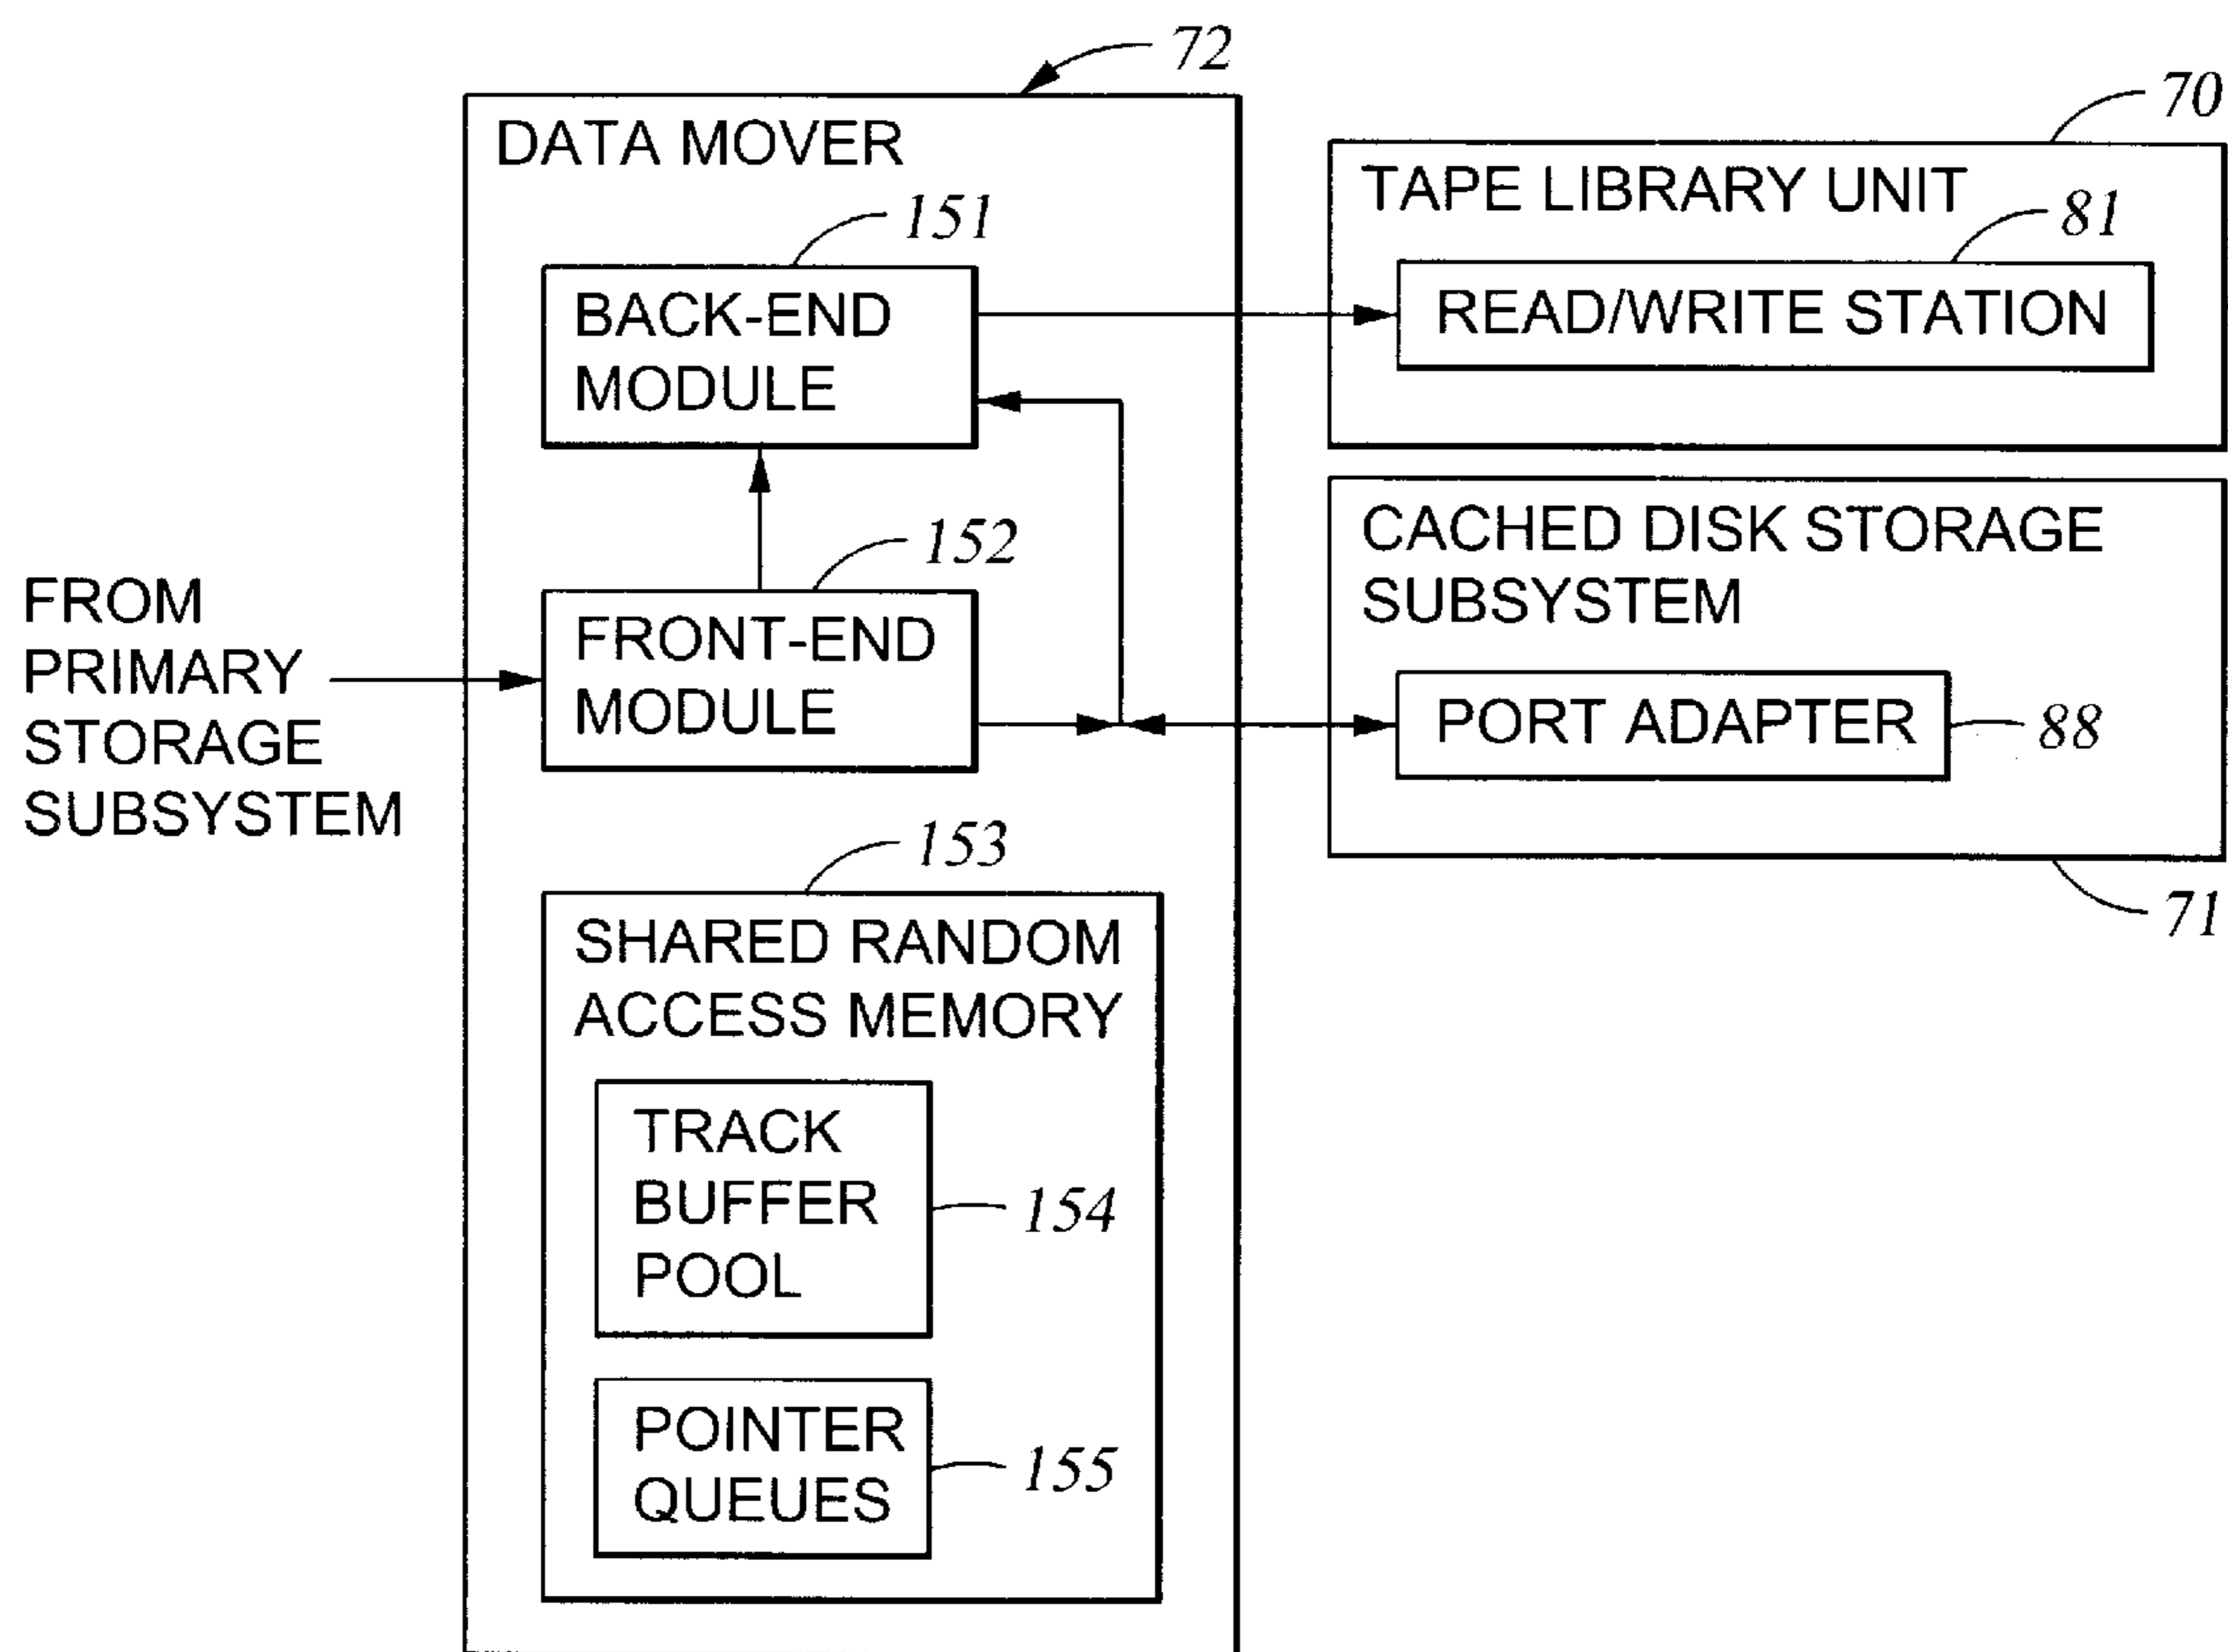 72
DATA MOVER
70
TAPE LIBRARY UNIT
81
READ/WRITE STATION
151
BACK-END
MODULE
152
FRONT-END
MODULE
FROM
PRIMARY
STORAGE
SUBSYSTEM
CACHED DISK STORAGE
SUBSYSTEM
PORT ADAPTER
88
71
153
SHARED RANDOM
ACCESS MEMORY
TRACK
BUFFER
POOL
154
POINTER
QUEUES
155